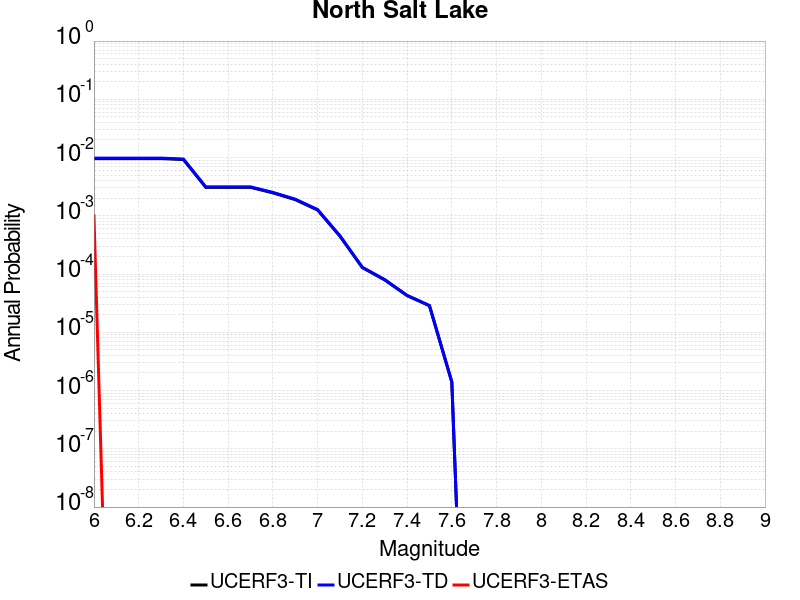 North Salt Lake
10^0
10^-1
10^-2
10^-3
10^-4
10^-5
10^-6
10^-7
10^-8
Annual Probability
6 6.2 6.4 6.6 6.8 7 7.2 7.4 7.6 7.8 8 8.2 8.4 8.6 8.8 9
Magnitude
UCERF3-TI UCERF3-TD UCERF3-ETAS